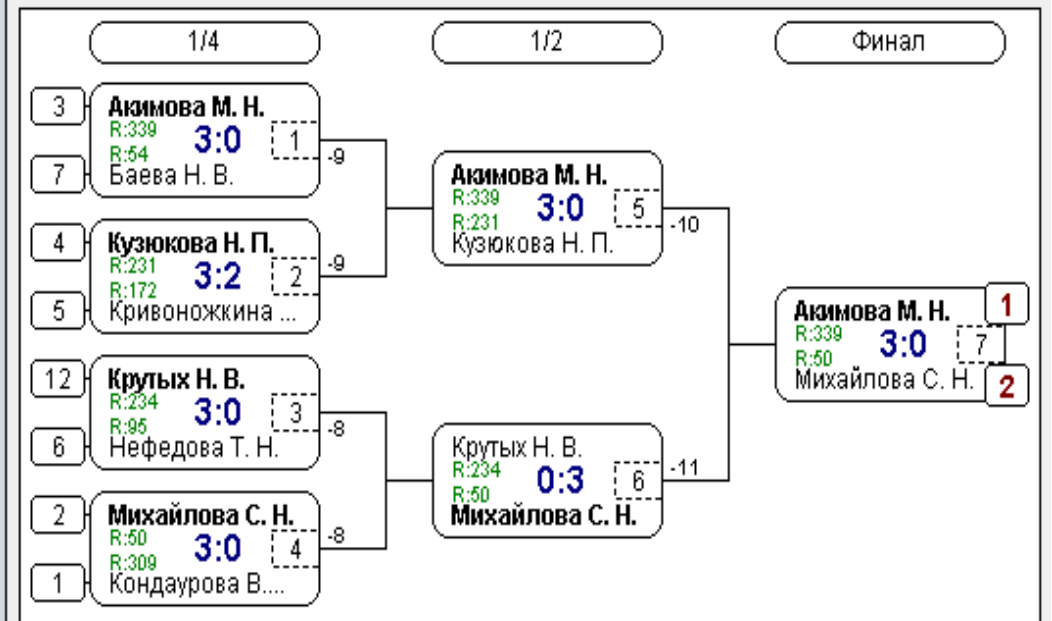 1/4
1/2
Финал
3
Акимова М. Н.
R:339
3:0
1
R:54
7
Баева Н. В.
-9
4
Кузюкова Н. П.
R:231
3:2
2
R:172
5
Кривоножкина ...
-9
12
Крутых Н. В.
R:234
3:0
3
R:95
6
Нефедова Т. Н.
-8
2
Михайлова С. Н.
R:50
3:0
4
R:309
1
Кондаурова В....
-8
Акимова М. Н.
R:339
3:0
5
R:231
Кузюкова Н. П.
-10
Крутых Н. В.
R:234
0:3
6
R:50
Михайлова С. Н.
-11
Акимова М. Н.
1
R:339
3:0
7
R:50
Михайлова С. Н.
2